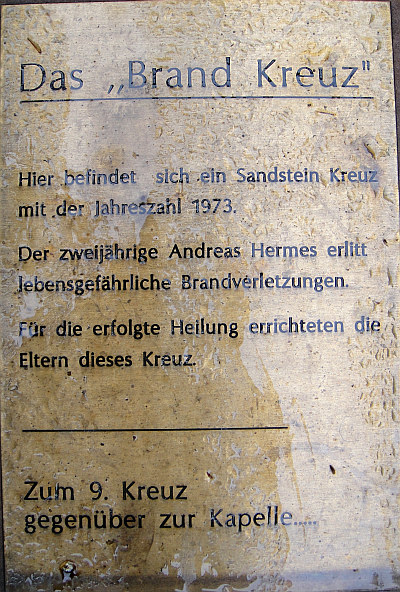 Das ,,Brand Kreuz"
Hier befindet sich ein Sandstein Kreuz
mit der Jahreszahl 1973.
Der zweijährige Andreas Hermes erlitt
lebensgefährliche Brandverletzungen.
Für die erfolgte Heilung errichteten die
Eltern dieses Kreuz.
Zum 9. Kreuz
gegenüber zur Kapelle.....